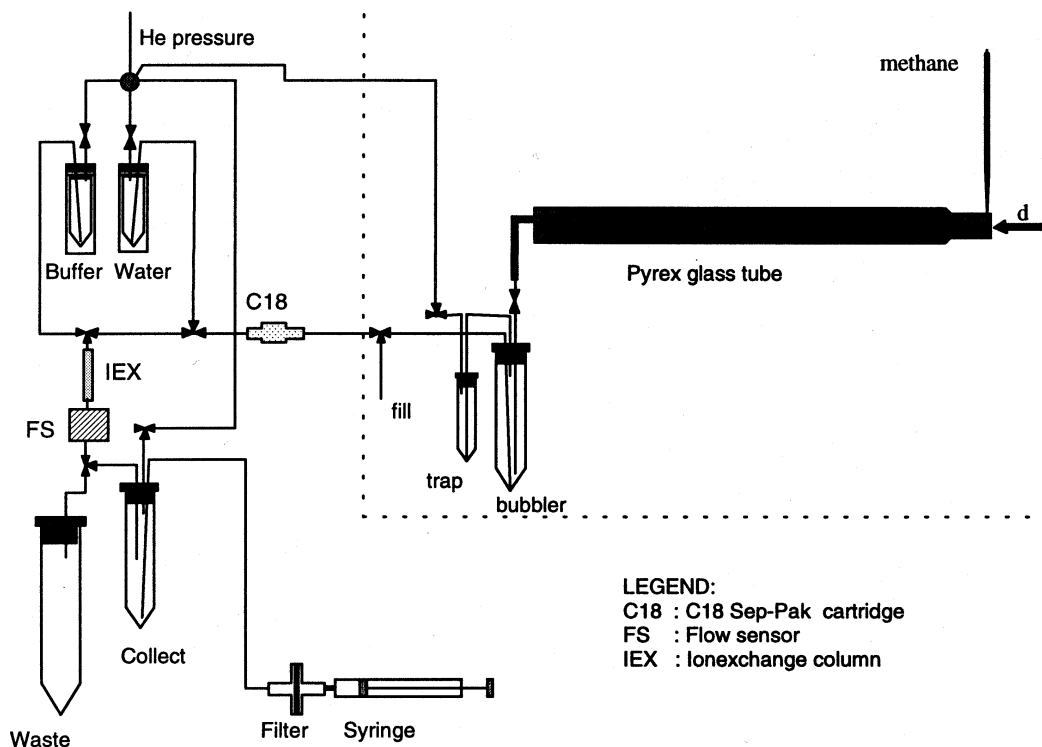 He pressure
methane
d
Buffer Water
Pyrex glass tube
C18
IEX
fill
FS
trap
bubbler
LEGEND:
C18 : C18 Sep-Pak cartridge
FS : Flow sensor
IEX : Ionexchange column
Collect
Filter
Syringe
Waste